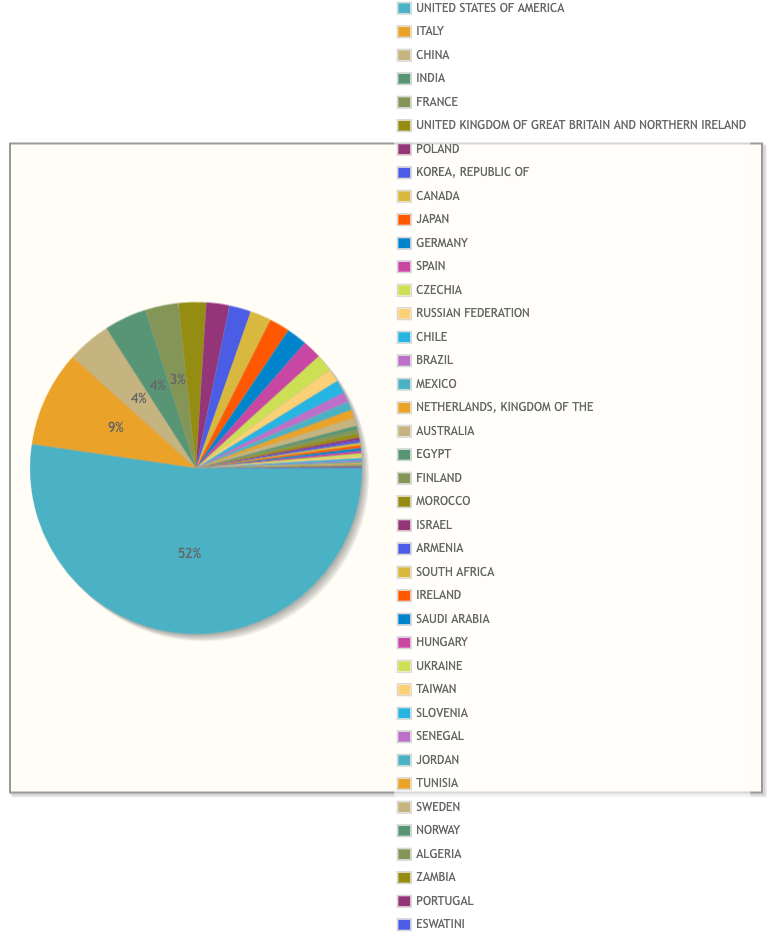 UNITED STATES OF AMERICA
ITALY
CHINA
INDIA
FRANCE
UNITED KINGDOM OF GREAT BRITAIN AND NORTHERN IRELAND
POLAND
KOREA, REPUBLIC OF
CANADA
JAPAN
GERMANY
SPAIN
CZECHIA
RUSSIAN FEDERATION
CHILE
BRAZIL
MEXICO
NETHERLANDS, KINGDOM OF THE
AUSTRALIA
EGYPT
FINLAND
MOROCCO
ISRAEL
ARMENIA
SOUTH AFRICA
IRELAND
SAUDI ARABIA
HUNGARY
UKRAINE
TAIWAN
SLOVENIA
SENEGAL
JORDAN
TUNISIA
SWEDEN
NORWAY
ALGERIA
ZAMBIA
PORTUGAL
ESWATINI
3%
4%
4%
9%
52%